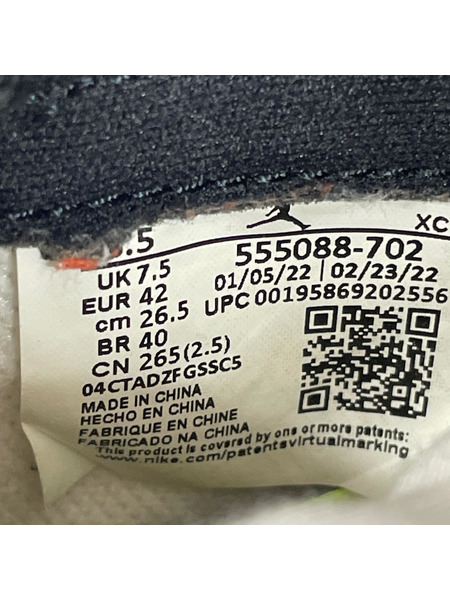 XC
.5 555088-702
UK 7.5 01/05/22 | 02/23/22
EUR 42 UPC 00195869202556
cm 26.5
BR 40
CN 265(2.5)
04CTADZFGSSC5
MADE IN CHINA
HECHO EN CHINA
FABRIQUE EN CHINE
FABRICADO NA CHINA
This product is covered by one or more patents:
www.nike.com/patentsvirtualmarking